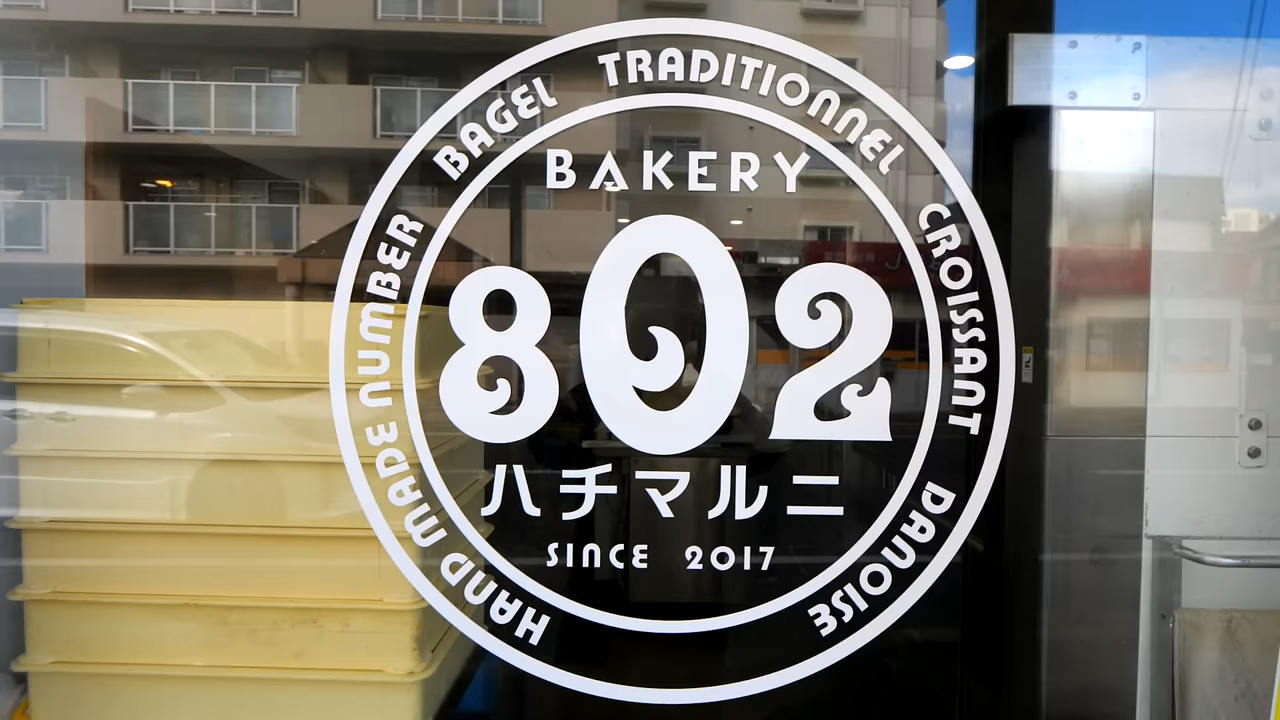 HAND MADE NUMBER BAGEL TRADITIONNEL CROISSANT DANOISE
BAKERY
802
ハチマルニ
SINCE 2017